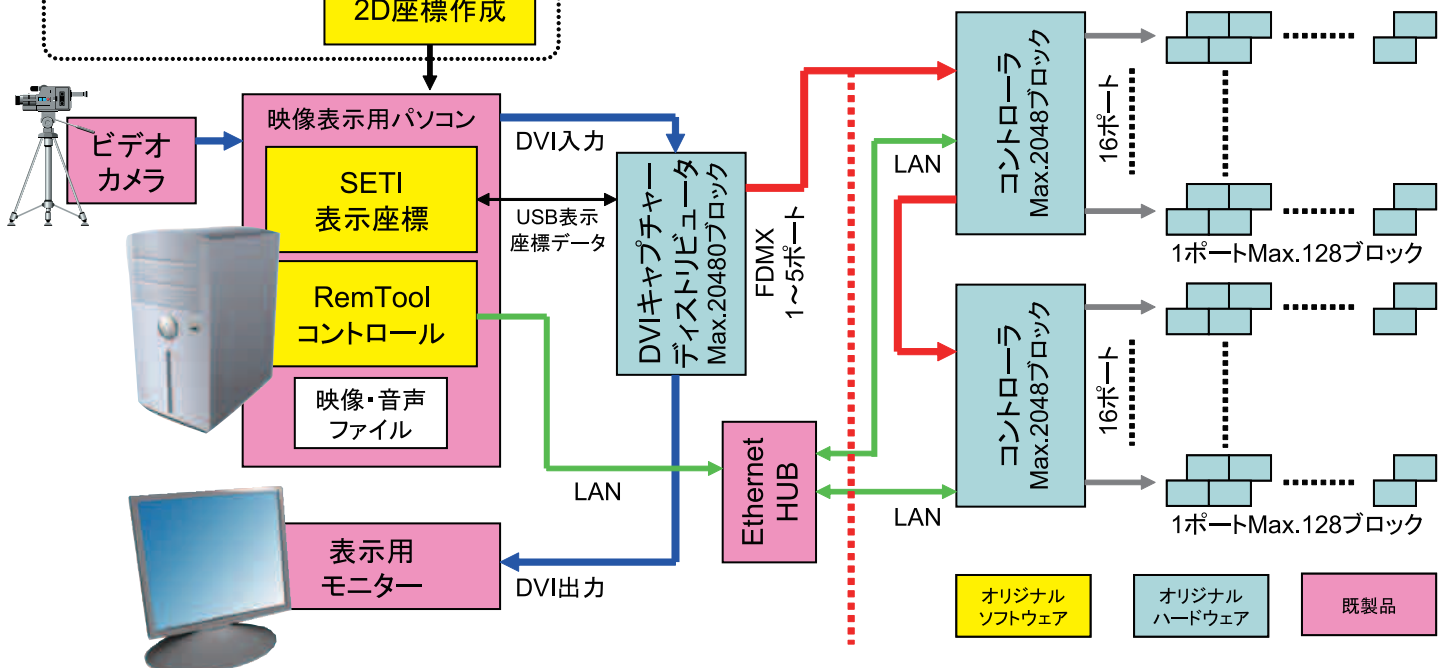 2D座標作成
映像表示用パソコン
ビデオ
カメラ
SETI
表示座標
RemTool
コントロール
映像・音声
ファイル
DVI入力
USB表示
座標データ
DVIキャプチャー
ディストリビュータ
Max.20480ブロック
FDMX
1～5ポート
LAN
Ethernet
HUB
LAN
LAN
表示用
モニター
DVI出力
コントローラ
Max.2048ブロック
16ポート
1ポートMax.128ブロック
コントローラ
Max.2048ブロック
16ポート
1ポートMax.128ブロック
オリジナル
ソフトウェア
オリジナル
ハードウェア
既製品